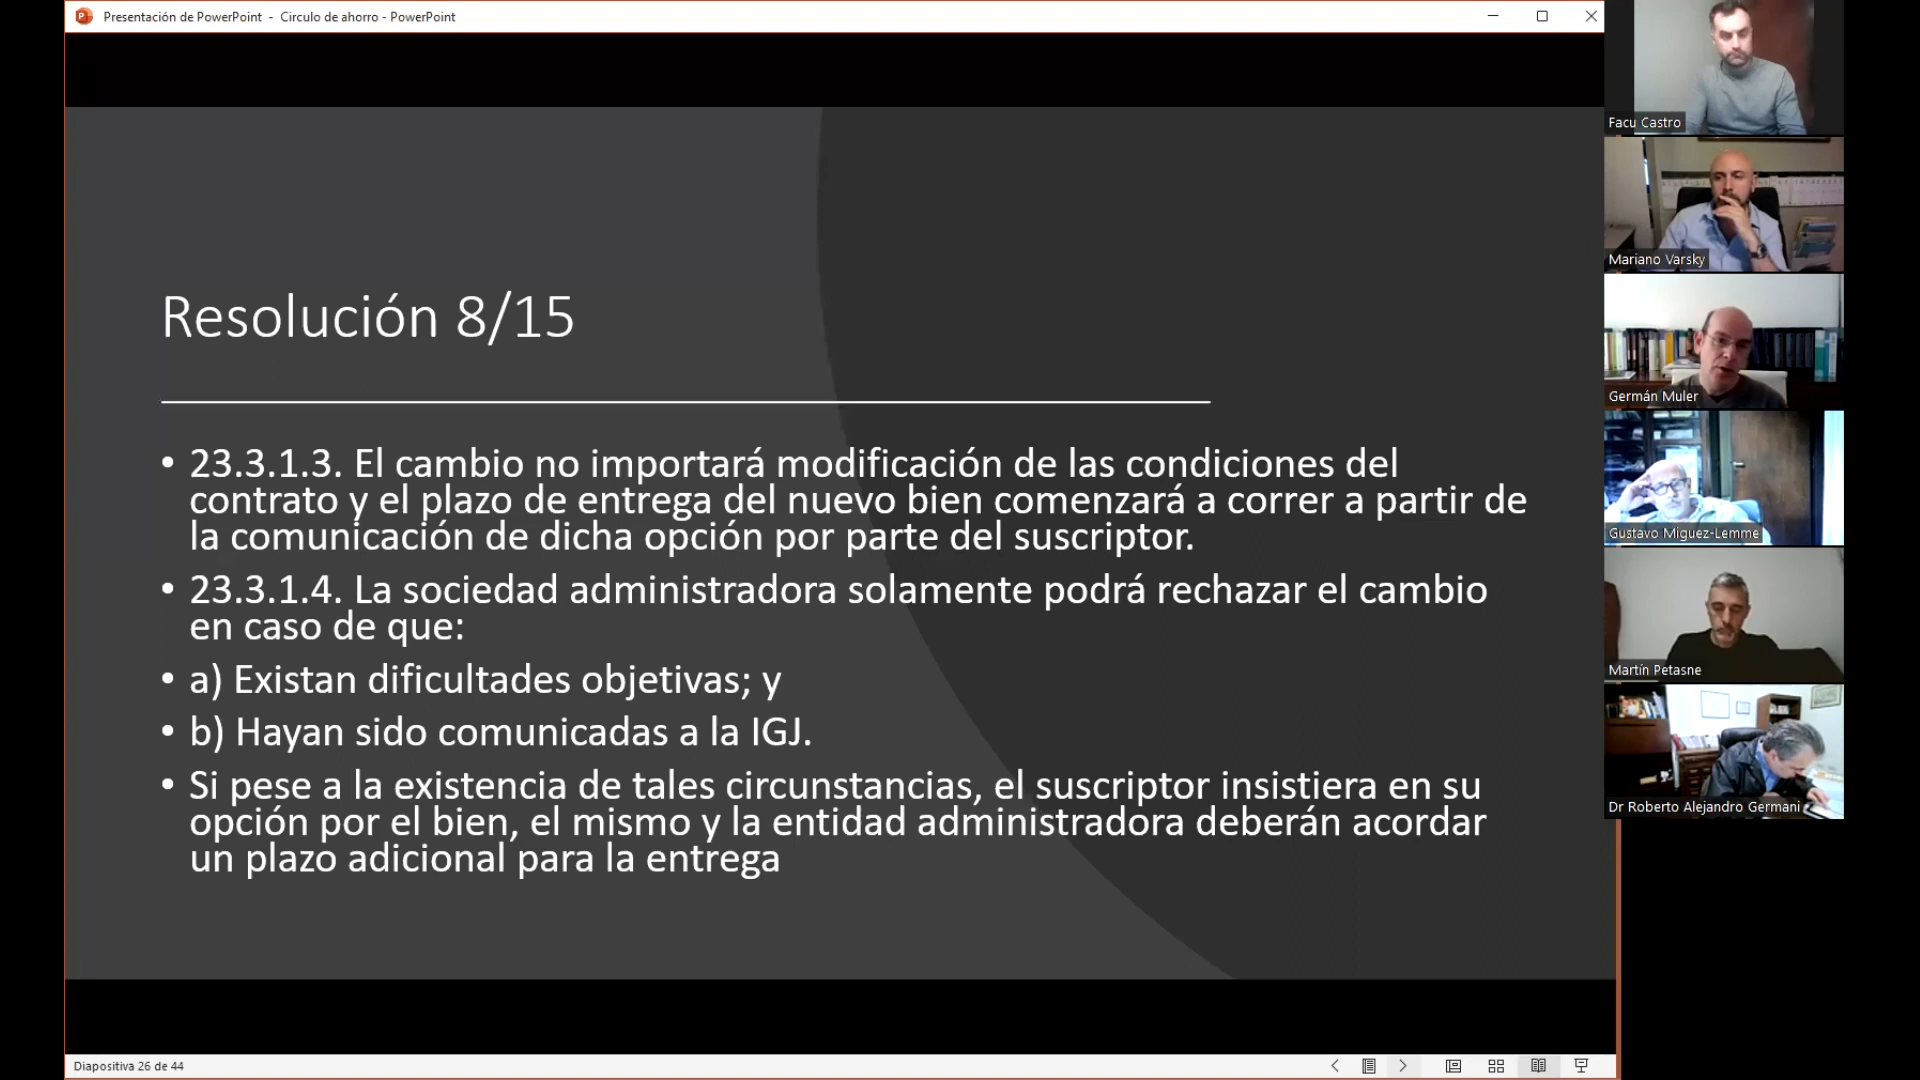 Presentación de PowerPoint - Circulo de ahorro - PowerPoint
Resolución 8/15
• 23.3.1.3. El cambio no importará modificación de las condiciones del
contrato y el plazo de entrega del nuevo bien comenzará a correr a partir de
la comunicación de dicha opción por parte del suscriptor.
• 23.3.1.4. La sociedad administradora solamente podrá rechazar el cambio
en caso de que:
• a) Existan dificultades objetivas; y
• b) Hayan sido comunicadas a la IGJ.
• Si pese a la existencia de tales circunstancias, el suscriptor insistiera en su
opción por el bien, el mismo y la entidad administradora deberán acordar
un plazo adicional para la entrega
Diapositiva 26 de 44
Facu Castro
Mariano Varsky
Germán Muler
Gustavo Miguez-Lemme
Martín Petasne
Dr Roberto Alejandro Germani